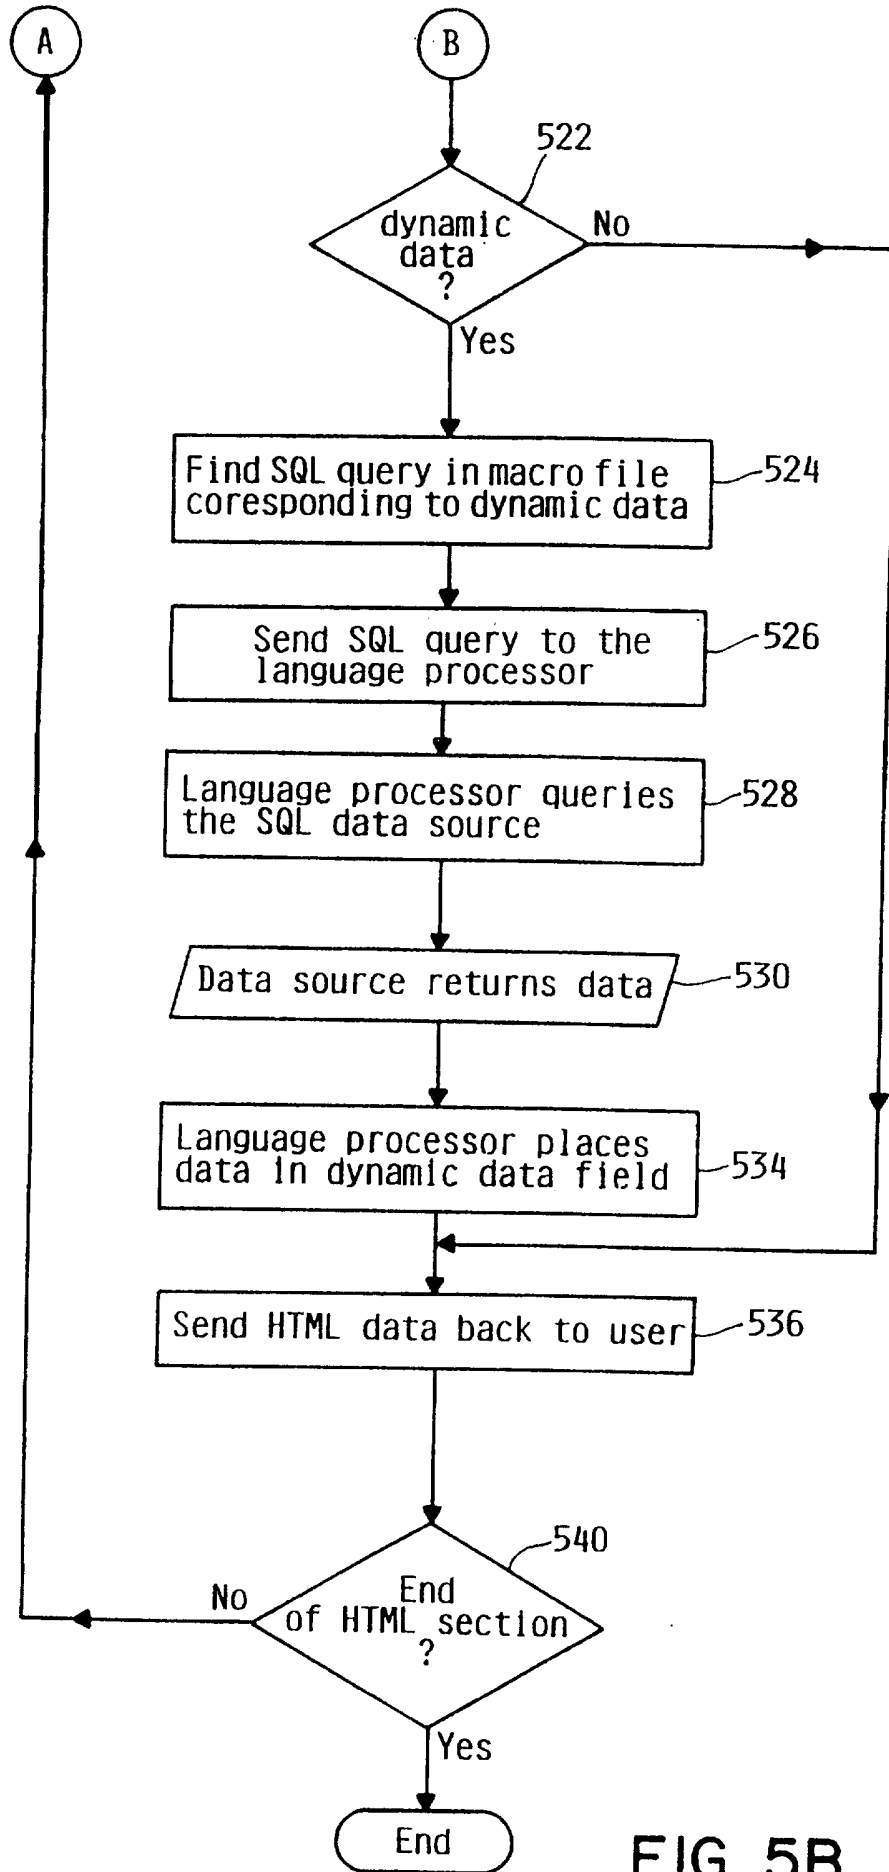 A
B
522
dynamic
data
?
No
Yes
Find SQL query in macro file
coresponding to dynamic data
524
Send SQL query to the
language processor
526
Language processor queries
the SQL data source
528
Data source returns data
530
Language processor places
data in dynamic data field
534
Send HTML data back to user
536
540
End
of HTML section
?
No
Yes
End
FIG. 5B